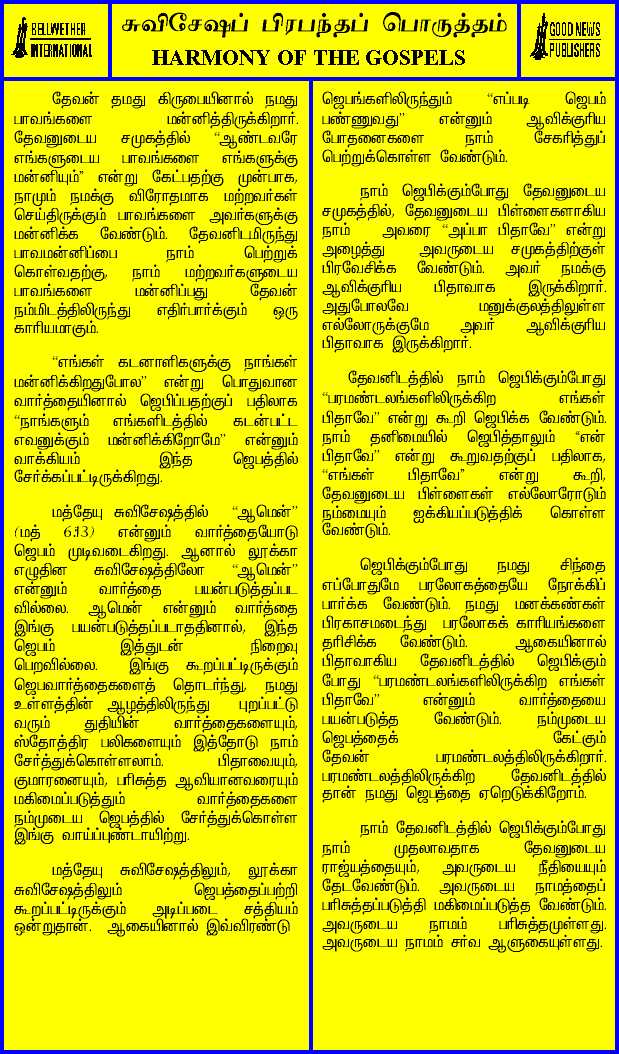 BELLWETHER
INTERNATIONAL
சுவிசேஷப் பிரபந்தப் பொருத்தம்
HARMONY OF THE GOSPELS
GOOD NEWS
PUBLISHERS
தேவன் தமது கிருபையினால் நமது
பாவங்களை மன்னித்திருக்கிறார்.
தேவனுடைய சமுகத்தில் “ஆண்டவரே
எங்களுடைய பாவங்களை எங்களுக்கு
மன்னியும்” என்று கேட்பதற்கு முன்பாக,
நாமும் நமக்கு விரோதமாக மற்றவர்கள்
செய்திருக்கும் பாவங்களை அவர்களுக்கு
மன்னிக்க வேண்டும். தேவனிடமிருந்து
பாவமன்னிப்பை நாம் பெற்றுக்
கொள்வதற்கு, நாம் மற்றவர்களுடைய
பாவங்களை மன்னிப்பது தேவன்
நம்மிடத்திலிருந்து எதிர்பார்க்கும் ஒரு
காரியமாகும்.
“எங்கள் கடனாளிகளுக்கு நாங்கள்
மன்னிக்கிறதுபோல” என்று பொதுவான
வார்த்தையினால் ஜெபிப்பதற்குப் பதிலாக
“நாங்களும் எங்களிடத்தில் கடன்பட்ட
எவனுக்கும் மன்னிக்கிறோமே” என்னும்
வாக்கியம் இந்த ஜெபத்தில்
சேர்க்கப்பட்டிருக்கிறது.
மத்தேயு சுவிசேஷத்தில் “ஆமென்”
(மத் 6:13) என்னும் வார்த்தையோடு
ஜெபம் முடிவடைகிறது. ஆனால் லூக்கா
எழுதின சுவிசேஷத்திலோ “ஆமென்”
என்னும் வார்த்தை பயன்படுத்தப்பட
வில்லை. ஆமென் என்னும் வார்த்தை
இங்கு பயன்படுத்தப்படாததினால், இந்த
ஜெபம் இத்துடன் நிறைவு
பெறவில்லை. இங்கு கூறப்பட்டிருக்கும்
ஜெபவார்த்தைகளைத் தொடர்ந்து, நமது
உள்ளத்தின் ஆழத்திலிருந்து புறப்பட்டு
வரும் துதியின் வார்த்தைகளையும்,
ஸ்தோத்திர பலிகளையும் இத்தோடு நாம்
சேர்த்துக்கொள்ளலாம். பிதாவையும்,
குமாரனையும், பரிசுத்த ஆவியானவரையும்
மகிமைப்படுத்தும் வார்த்தைகளை
நம்முடைய ஜெபத்தில் சேர்த்துக்கொள்ள
இங்கு வாய்ப்புண்டாயிற்று.
மத்தேயு சுவிசேஷத்திலும், லூக்கா
சுவிசேஷத்திலும் ஜெபத்தைப்பற்றி
கூறப்பட்டிருக்கும் அடிப்படை சத்தியம்
ஒன்றுதான். ஆகையினால் இவ்விரண்டு
ஜெபங்களிலிருந்தும் “எப்படி ஜெபம்
பண்ணுவது” என்னும் ஆவிக்குரிய
போதனைகளை நாம் சேகரித்துப்
பெற்றுக்கொள்ள வேண்டும்.
நாம் ஜெபிக்கும்போது தேவனுடைய
சமுகத்தில், தேவனுடைய பிள்ளைகளாகிய
நாம் அவரை “அப்பா பிதாவே” என்று
அழைத்து அவருடைய சமுகத்திற்குள்
பிரவேசிக்க வேண்டும். அவர் நமக்கு
ஆவிக்குரிய பிதாவாக இருக்கிறார்.
அதுபோலவே மனுக்குலத்திலுள்ள
எல்லோருக்குமே அவர் ஆவிக்குரிய
பிதாவாக இருக்கிறார்.
தேவனிடத்தில் நாம் ஜெபிக்கும்போது
“பரமண்டலங்களிலிருக்கிற எங்கள்
பிதாவே” என்று கூறி ஜெபிக்க வேண்டும்.
நாம் தனிமையில் ஜெபித்தாலும் “என்
பிதாவே” என்று கூறுவதற்குப் பதிலாக,
“எங்கள் பிதாவே” என்று கூறி,
தேவனுடைய பிள்ளைகள் எல்லோரோடும்
நம்மையும் ஐக்கியப்படுத்திக் கொள்ள
வேண்டும்.
ஜெபிக்கும்போது நமது சிந்தை
எப்போதுமே பரலோகத்தையே நோக்கிப்
பார்க்க வேண்டும். நமது மனக்கண்கள்
பிரகாசமடைந்து பரலோகக் காரியங்களை
தரிசிக்க வேண்டும். ஆகையினால்
பிதாவாகிய தேவனிடத்தில் ஜெபிக்கும்
போது “பரமண்டலங்களிலிருக்கிற எங்கள்
பிதாவே” என்னும் வார்த்தையை
பயன்படுத்த வேண்டும். நம்முடைய
ஜெபத்தைக் கேட்கும்
தேவன் பரமண்டலத்திலிருக்கிறார்.
பரமண்டலத்திலிருக்கிற தேவனிடத்தில்
தான் நமது ஜெபத்தை ஏறெடுக்கிறோம்.
நாம் தேவனிடத்தில் ஜெபிக்கும்போது
நாம் முதலாவதாக தேவனுடைய
ராஜ்யத்தையும், அவருடைய நீதியையும்
தேடவேண்டும். அவருடைய நாமத்தைப்
பரிசுத்தப்படுத்தி மகிமைப்படுத்த வேண்டும்.
அவருடைய நாமம் பரிசுத்தமுள்ளது.
அவருடைய நாமம் சர்வ ஆளுகையுள்ளது.